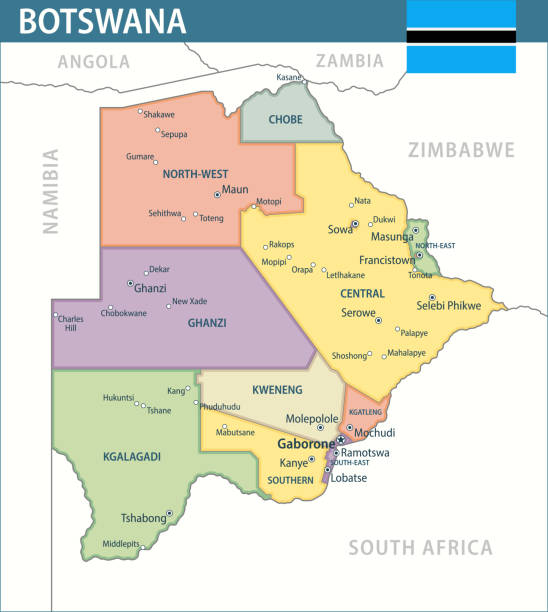 BOTSWANA
ANGOLA
ZAMBIA
Kasane
Shakawe
CHOBE
Sepupa
ZIMBABWE
Gumare
NORTH-WEST
NAMIBIA
Maun
Motopi
Nata
Sehithwa
Toteng
Dukwi
Sowa
Masunga
NORTH-EAST
Rakops
Francistown
Mopipi
Orapa
Letlhakane
Tonota
Dekar
Ghanzi
CENTRAL
New Xade
Selebi Phikwe
Chobokwane
Serowe
Charles
Hill
GHANZI
Palapye
Shoshong
Mahalapye
Kang
KWENENG
Hukuntsi
Tshane
Phuduhudu
KGATLENG
Molepolole
Mabutsane
Mochudi
Gaborone
KGALAGADI
Ramotswa
Kanye
SOUTH-EAST
SOUTHERN
Lobatse
Tshabong
Middlepits
SOUTH AFRICA